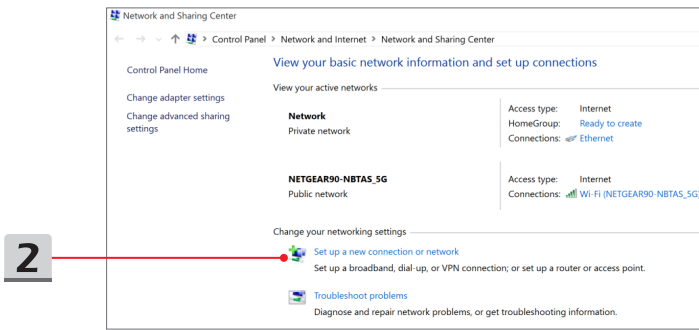 Network and Sharing Center
Control Panel > Network and Internet > Network and Sharing Center
Control Panel Home
Change adapter settings
Change advanced sharing
settings
View your basic network information and set up connections
View your active networks
Network
Private network
Access type: Internet
HomeGroup: Ready to create
Connections: Ethernet
NETGEAR90-NBTAS_5G
Public network
Access type: Internet
Connections: Wi-Fi (NETGEAR90-NBTAS_5G)
Change your networking settings
2
Set up a new connection or network
Set up a broadband, dial-up, or VPN connection; or set up a router or access point.
Troubleshoot problems
Diagnose and repair network problems, or get troubleshooting information.